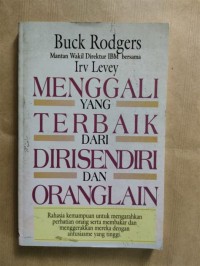 Buck Rodgers
Mantan Wakil Direktur IBM bersama
Irv Levey
MENGGALI
YANG
TERBAIK
DARI
DIRISENDIRI
DAN
ORANGLAIN
Rahasia kemampuan untuk mengarahkan
perhatian orang serta membakar dan
menggerakkan mereka dengan
antusiasme yang tinggi.